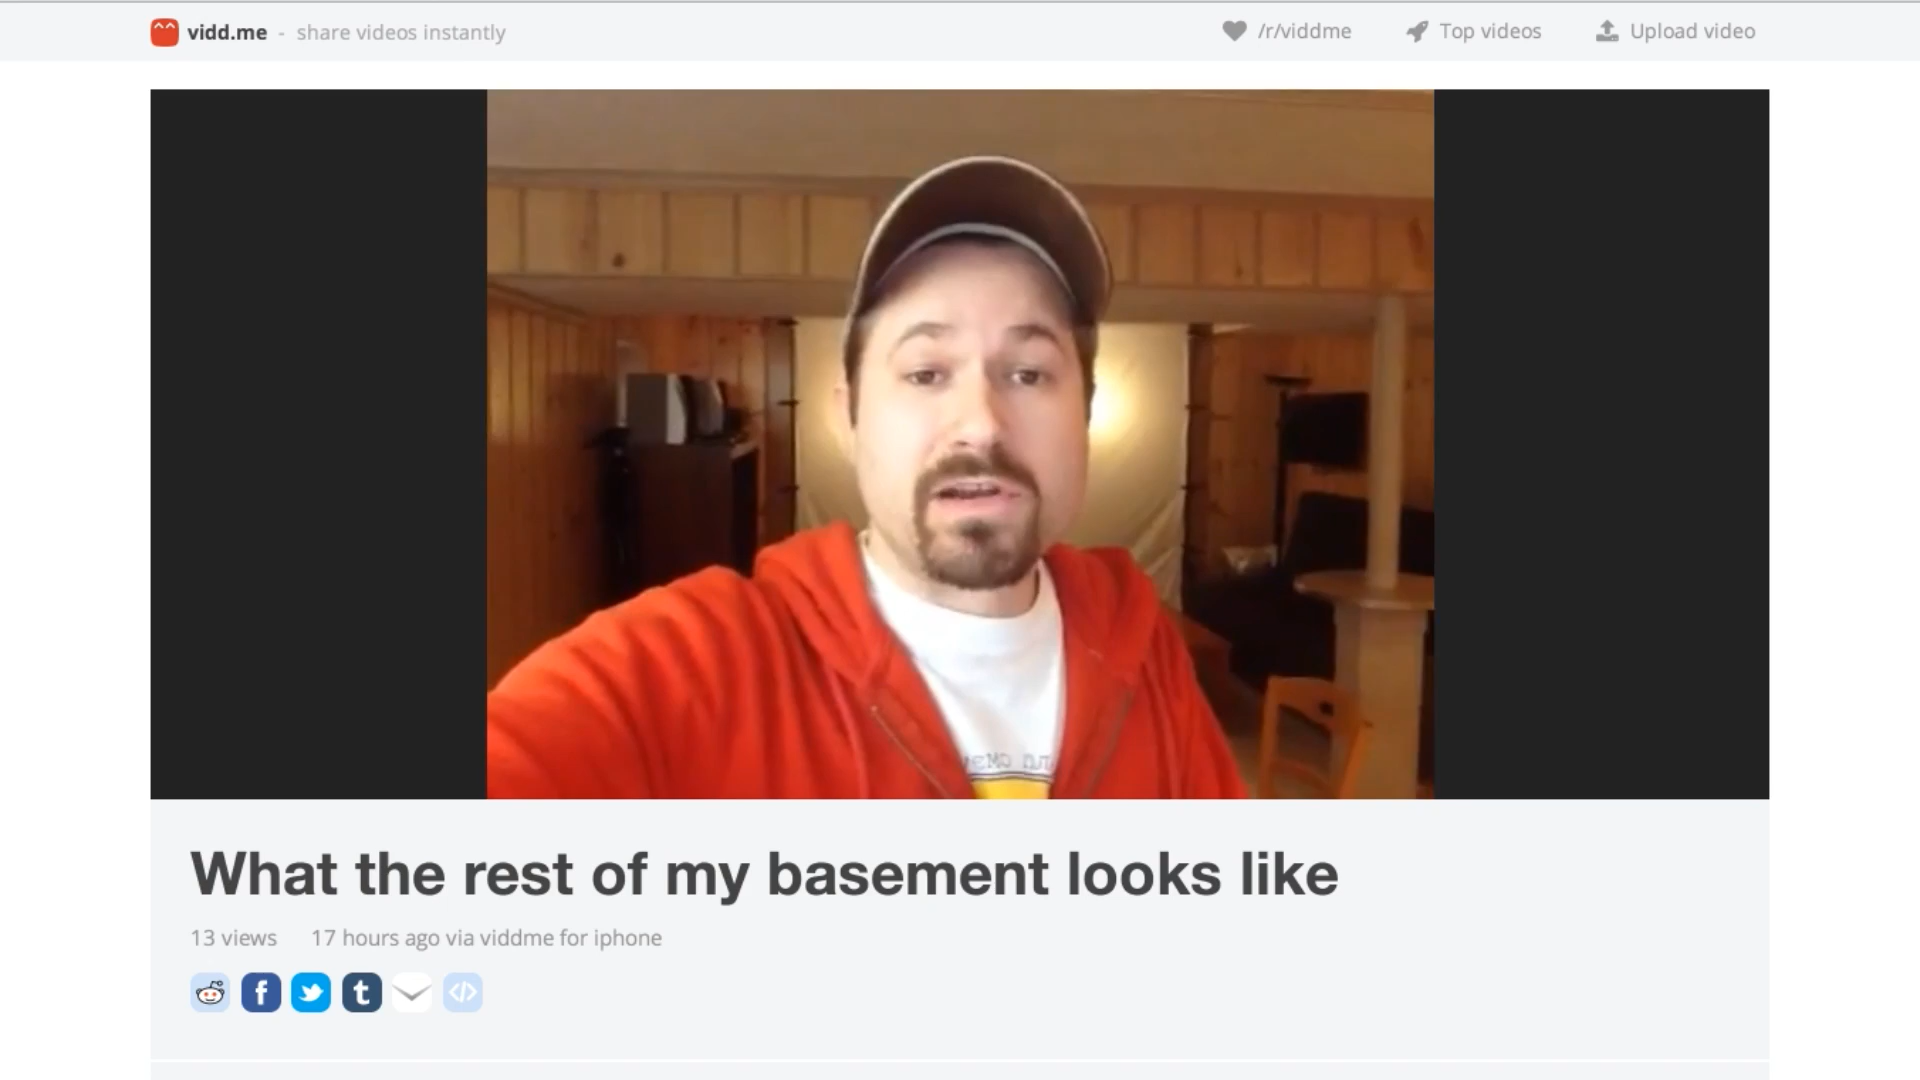 vidd.me - share videos instantly
/r/viddme Top videos Upload video
What the rest of my basement looks like
13 views 17 hours ago via viddme for iphone